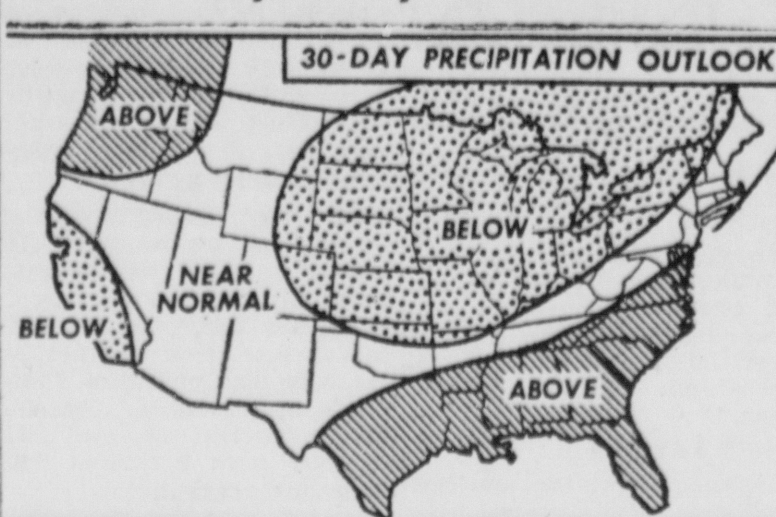 30-DAY PRECIPITATION OUTLOOK
ABOVE
BELOW
NEAR
NORMAL
BELOW
ABOVE